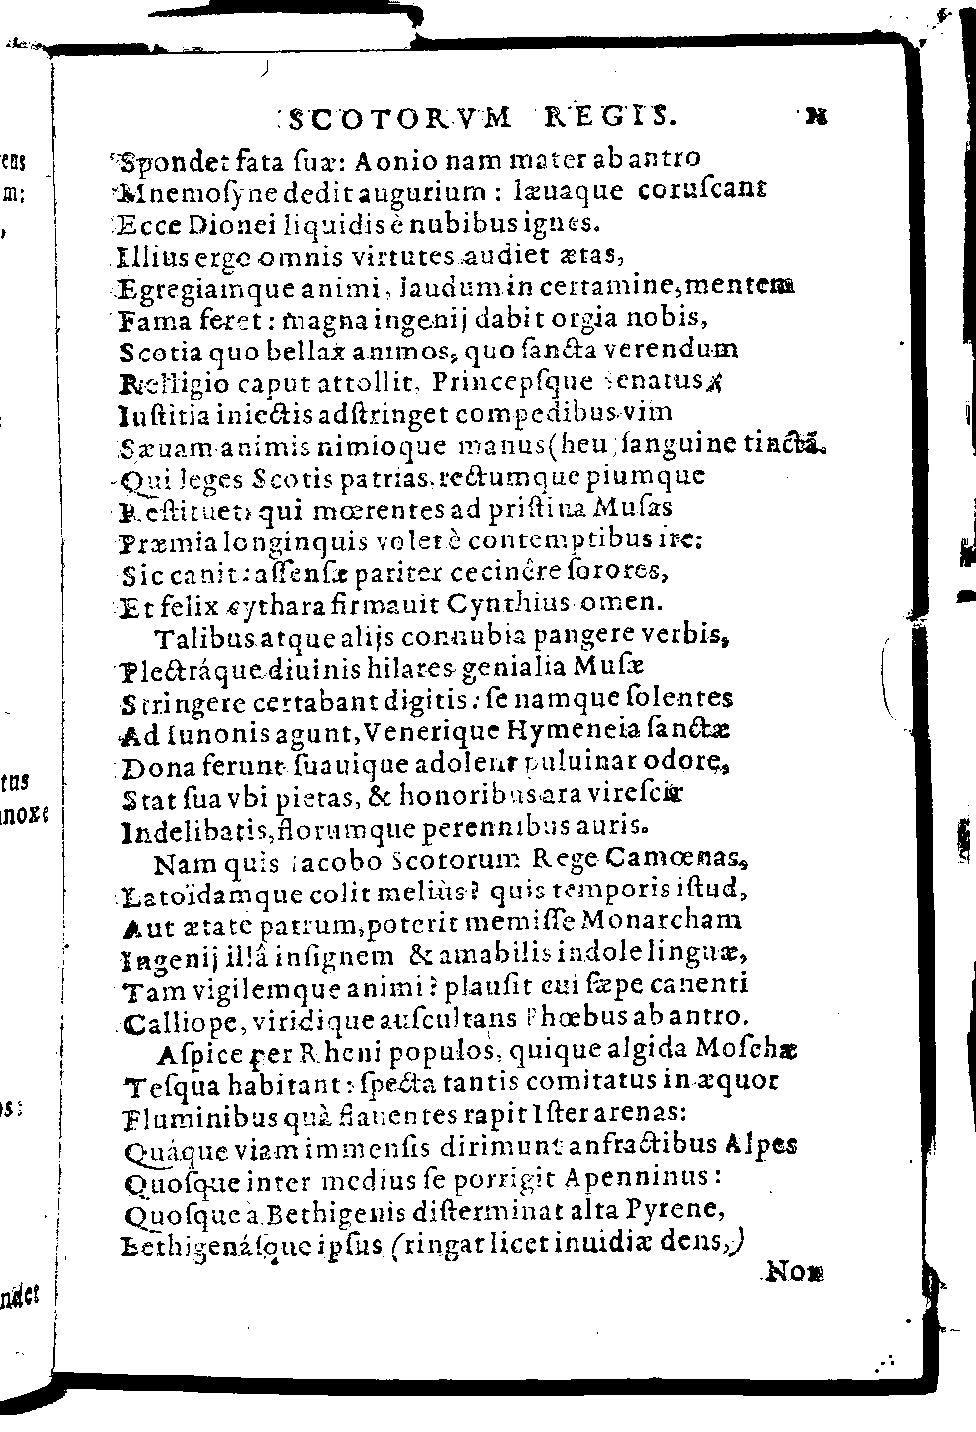 SCOTORVM REGIS.
Spondet fata suæ: Aonio nam mater ab antro
Mnemoſyne dedit augurium: læuaque coruſcant
Ecce Dionei liquidis è nubibus ignes.
Illius ergo omnis virtutes audiet ætas,
Egregiamque animi, laudum in certamine, mentem
Fama feret: magna ingenij dabit orgia nobis,
Scotia quo bellax animos, quo ſancta verendum
Relligio caput attollit, Princepſque ſenatus
Iuſtitia iniectis adſtringet compedibus vim
Sæuam animis nimioque manus (heu) ſanguine tinctā.
Qui leges Scotis patrias, rectumque piumque
Reſtituet, qui mœrentes ad priſtina Muſas
Præmia longinquis volet è contemptibus ire:
Sic canit: aſſenſæ pariter cecinêre ſorores,
Et felix cythara firmauit Cynthius omen.
Talibus atque alijs connubia pangere verbis,
Plectráque diuinis hilares genialia Muſæ
Stringere certabant digitis: ſe namque ſolentes
Ad Iunonis agunt, Venerique Hymeneia ſanctæ
Dona ferunt ſuauique adolent puluinar odore,
Stat ſua vbi pietas, & honoribus ara vireſcit
Indelibatis, florumque perennibus auris.
Nam quis Iacobo Scotorum Rege Camœnas,
Latoïdamque colit meliùs? quis temporis iſtud,
Aut ætate patrum, poterit memiſſe Monarcham
Ingenij illâ inſignem & amabilis indole linguæ,
Tam vigilemque animi? plauſit cui ſæpe canenti
Calliope, viridique auſcultans Phœbus ab antro.
Aſpice per Rheni populos, quique algida Moſchæ
Teſqua habitant: ſpecta tantis comitatus in æquor
Fluminibus quà flauentes rapit Iſter arenas:
Quáque viam immenſis dirimunt anfractibus Alpes
Quoſque inter medius ſe porrigit Apenninus:
Quoſque à Bethigenis diſterminat alta Pyrene,
Bethigenáſque ipſus (ringat licet inuidiæ dens,)
Non